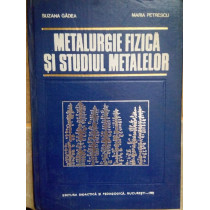 SUZANA GÂDEA MARIA PETRESCU
METALURGIE FIZICĂ
ȘI STUDIUL METALELOR
EDITURA DIDACTICĂ ȘI PEDAGOGICĂ, BUCUREȘTI